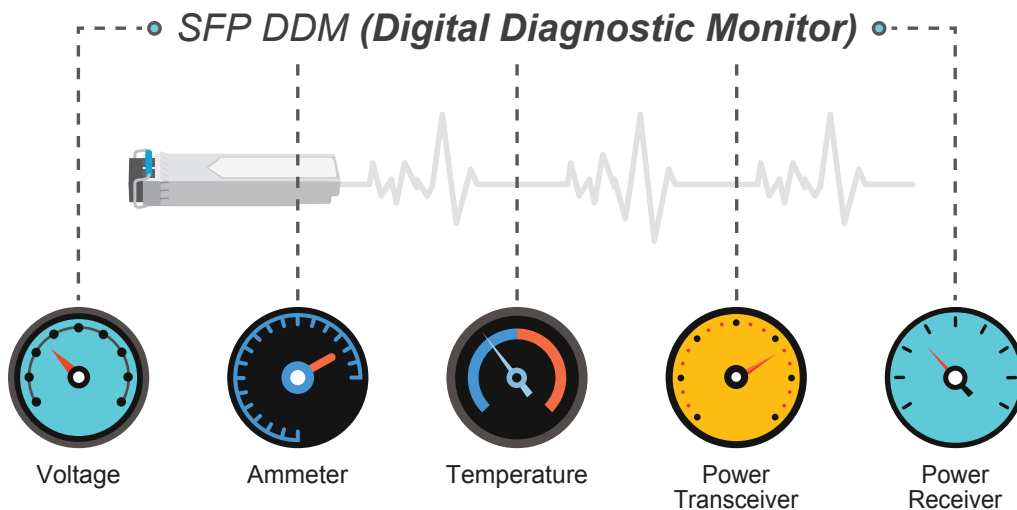 SFP DDM (Digital Diagnostic Monitor)
Voltage
Ammeter
Temperature
Power
Transceiver
Power
Receiver